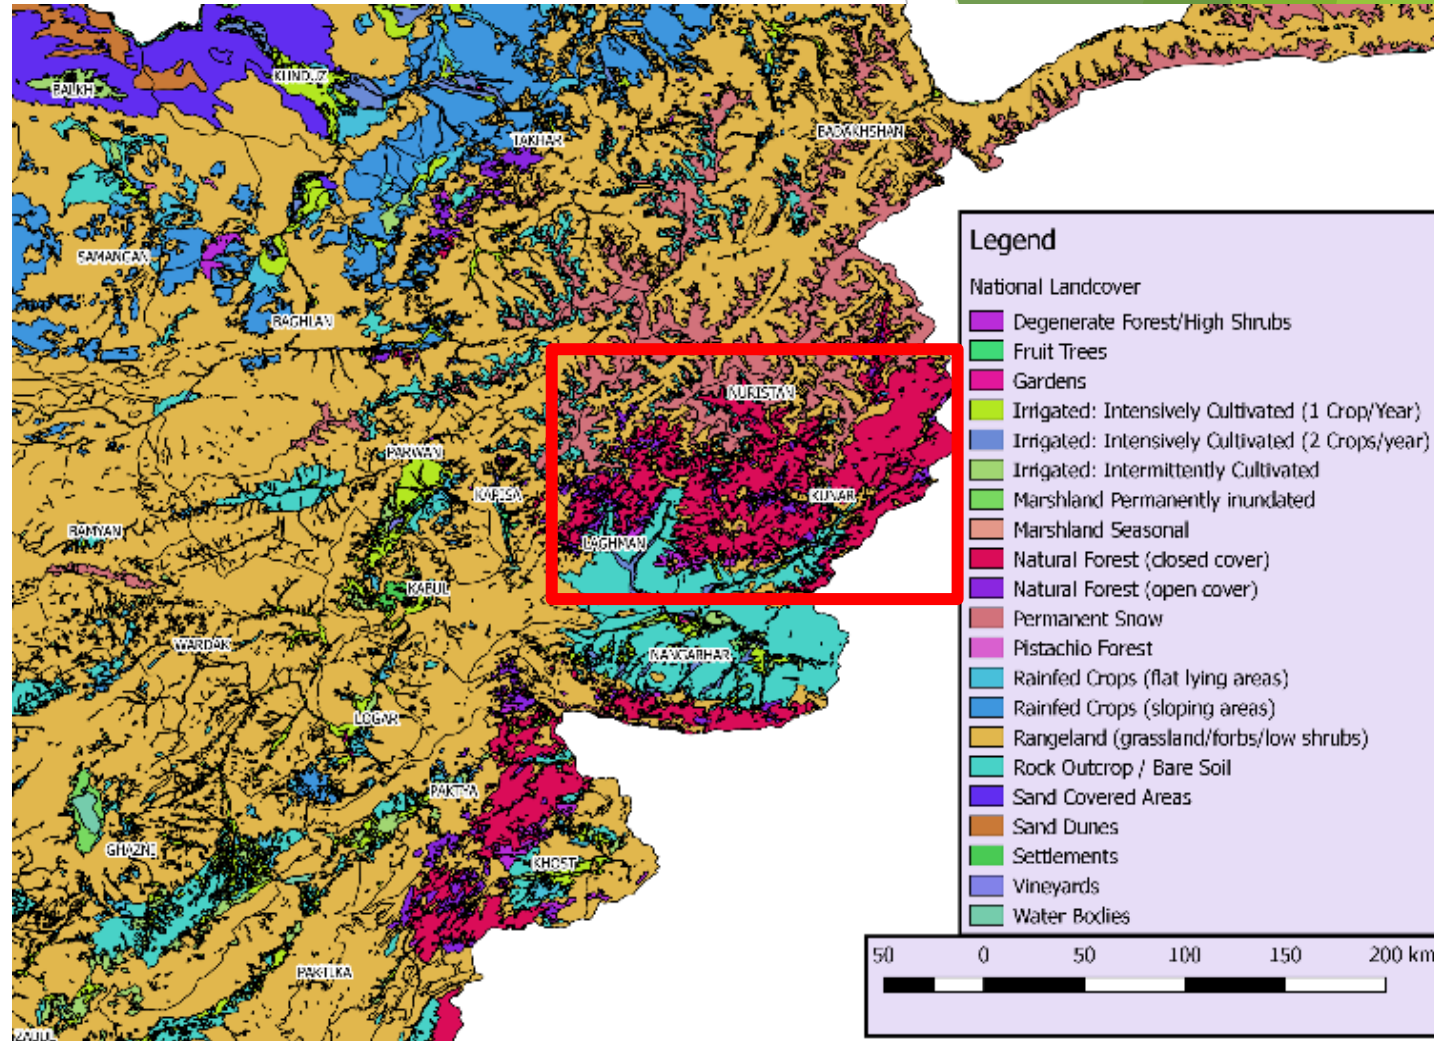 KUNDUZ
BALKH
TAKHAR
BADAKHSHAN
SAMANGAN
BAGHLAN
NURISTAN
PARWAN
KAPISA
KUNAR
BAMYAN
LAGHMAN
KABUL
WARDAK
NANGARHAR
LOGAR
PAKTYA
GHAZNI
KHOST
PAKTIKA
ZABUL
Legend
National Landcover
Degenerate Forest/High Shrubs
Fruit Trees
Gardens
Irrigated: Intensively Cultivated (1 Crop/Year)
Irrigated: Intensively Cultivated (2 Crops/year)
Irrigated: Intermittently Cultivated
Marshland Permanently inundated
Marshland Seasonal
Natural Forest (closed cover)
Natural Forest (open cover)
Permanent Snow
Pistachio Forest
Rainfed Crops (flat lying areas)
Rainfed Crops (sloping areas)
Rangeland (grassland/forbs/low shrubs)
Rock Outcrop / Bare Soil
Sand Covered Areas
Sand Dunes
Settlements
Vineyards
Water Bodies
50 0 50 100 150 200 km